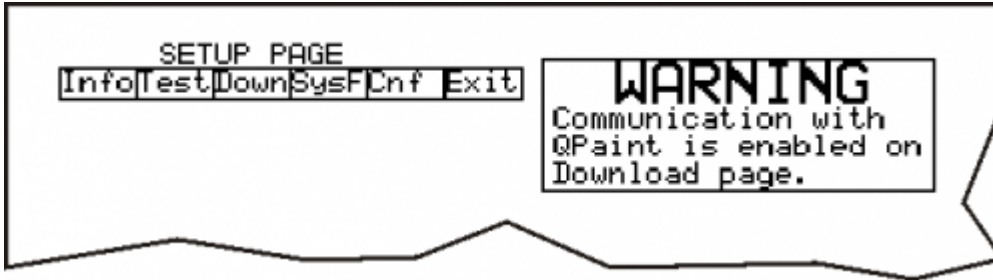 SETUP PAGE
Info Test Down SysF Cnf Exit
WARNING
Communication with
QPaint is enabled on
Download page.